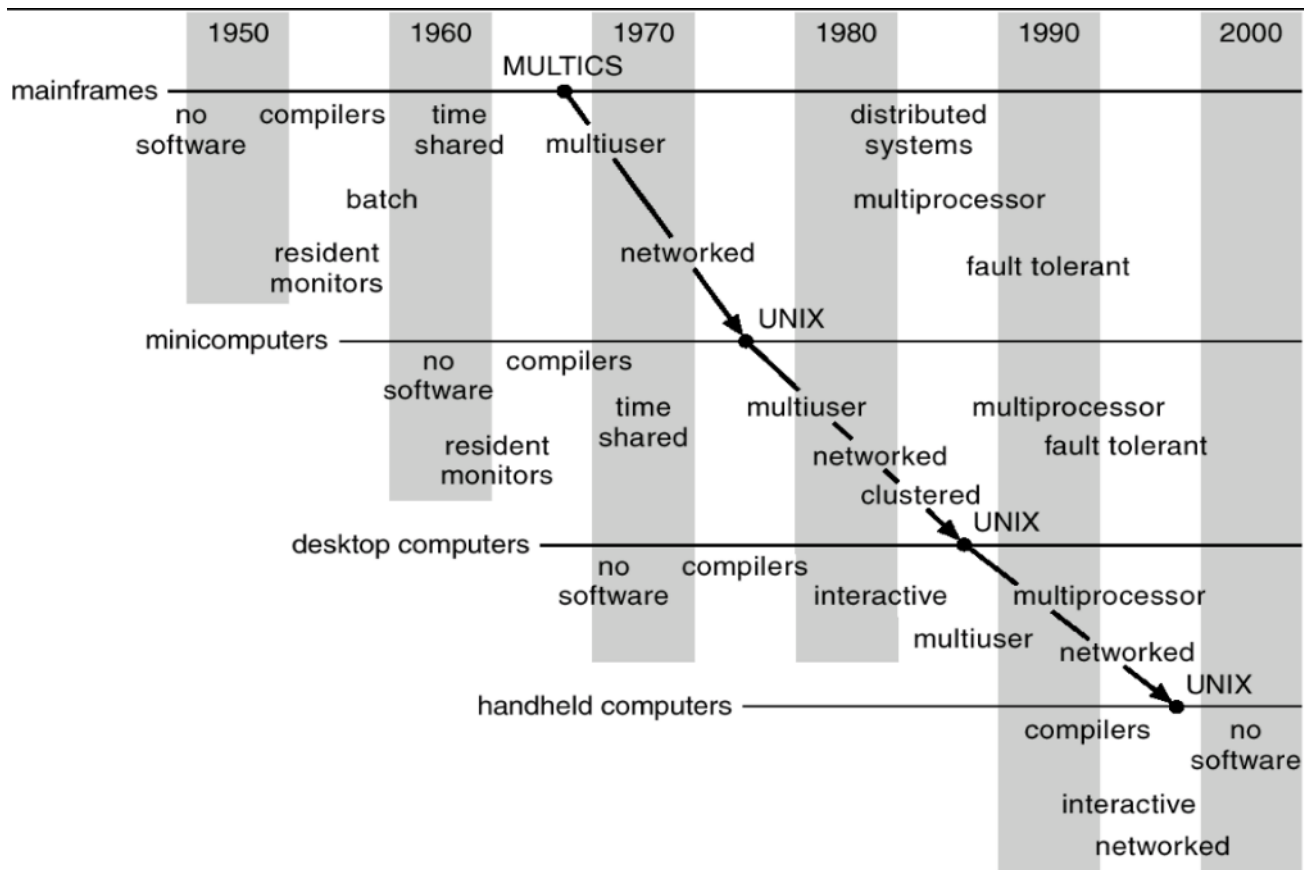 1950 1960 1970 1980 1990 2000
MULTICS
mainframes
no compilers time distributed
software shared multiuser systems
batch multiprocessor
resident networked fault tolerant
monitors
UNIX
minicomputers
no compilers
software
time multiuser multiprocessor
shared
resident networked fault tolerant
monitors
clustered
UNIX
desktop computers
no compilers
software interactive multiprocessor
multiuser
networked
UNIX
handheld computers
compilers no
software
interactive
networked